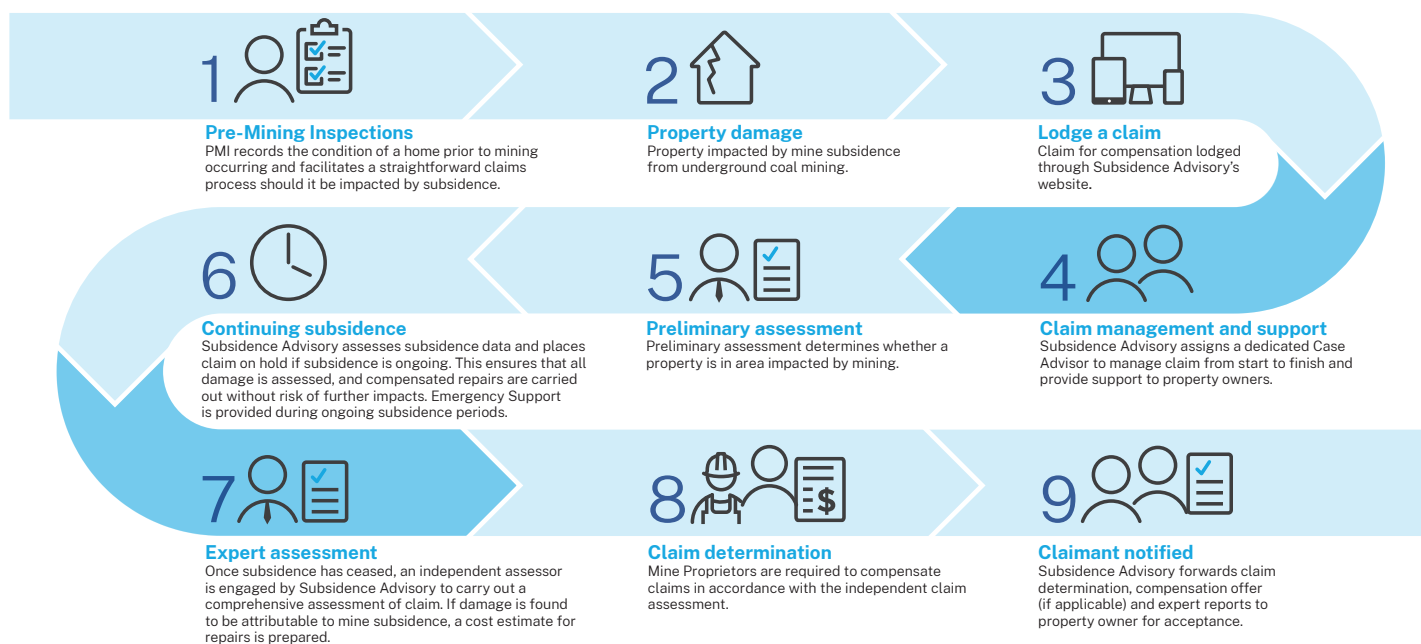 1
Pre-Mining Inspections
PMI records the condition of a home prior to mining
occurring and facilitates a straightforward claims
process should it be impacted by subsidence.
2
Property damage
Property impacted by mine subsidence
from underground coal mining.
3
Lodge a claim
Claim for compensation lodged
through Subsidence Advisory's
website.
4
Claim management and support
Subsidence Advisory assigns a dedicated Case
Advisor to manage claim from start to finish and
provide support to property owners.
5
Preliminary assessment
Preliminary assessment determines whether a
property is in area impacted by mining.
6
Continuing subsidence
Subsidence Advisory assesses subsidence data and places
claim on hold if subsidence is ongoing. This ensures that all
damage is assessed, and compensated repairs are carried
out without risk of further impacts. Emergency Support
is provided during ongoing subsidence periods.
7
Expert assessment
Once subsidence has ceased, an independent assessor
is engaged by Subsidence Advisory to carry out a
comprehensive assessment of claim. If damage is found
to be attributable to mine subsidence, a cost estimate for
repairs is prepared.
8
$
Claim determination
Mine Proprietors are required to compensate
claims in accordance with the independent claim
assessment.
9
Claimant notified
Subsidence Advisory forwards claim
determination, compensation offer
(if applicable) and expert reports to
property owner for acceptance.